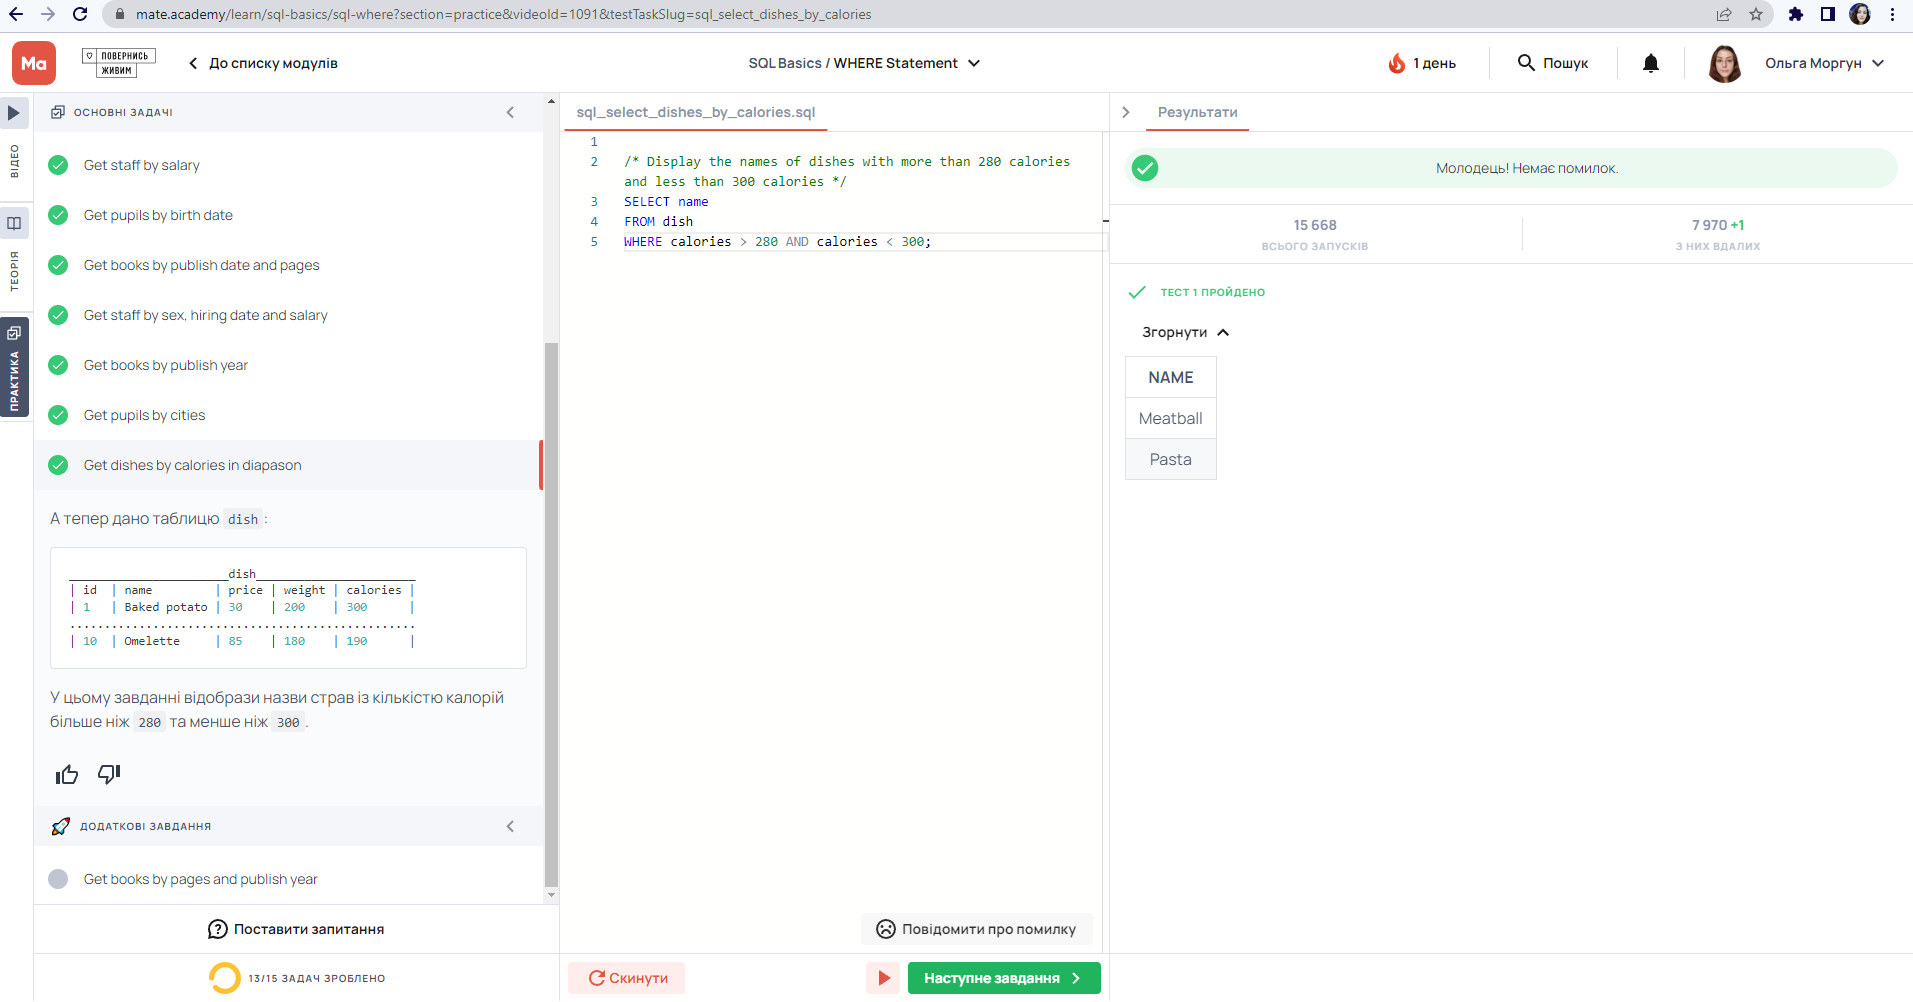 mate.academy/learn/sql-basics/sql-where?section=practice&videoId=1091&testTaskSlug=sql_select_dishes_by_calories
Ma
ПОВЕРНИСЬ
ЖИВИМ
До списку модулів
SQL Basics / WHERE Statement
1 день
Пошук
Ольга Моргун
ВІДЕО
ТЕОРІЯ
ПРАКТИКА
ОСНОВНІ ЗАДАЧІ
Get staff by salary
Get pupils by birth date
Get books by publish date and pages
Get staff by sex, hiring date and salary
Get books by publish year
Get pupils by cities
Get dishes by calories in diapason
А тепер дано таблицю dish :
_______________________dish_______________________
| id | name | price | weight | calories |
| 1 | Baked potato | 30 | 200 | 300 |
..................................................
| 10 | Omelette | 85 | 180 | 190 |
У цьому завданні відобрази назви страв із кількістю калорій
більше ніж 280 та менше ніж 300 .
ДОДАТКОВІ ЗАВДАННЯ
Get books by pages and publish year
Поставити запитання
13/15 ЗАДАЧ ЗРОБЛЕНО
sql_select_dishes_by_calories.sql
1
2 /* Display the names of dishes with more than 280 calories
and less than 300 calories */
3 SELECT name
4 FROM dish
5 WHERE calories > 280 AND calories < 300;
Повідомити про помилку
Скинути
Наступне завдання
Результати
Молодець! Немає помилок.
15 668
ВСЬОГО ЗАПУСКІВ
7 970 +1
З НИХ ВДАЛИХ
ТЕСТ 1 ПРОЙДЕНО
Згорнути
NAME
Meatball
Pasta